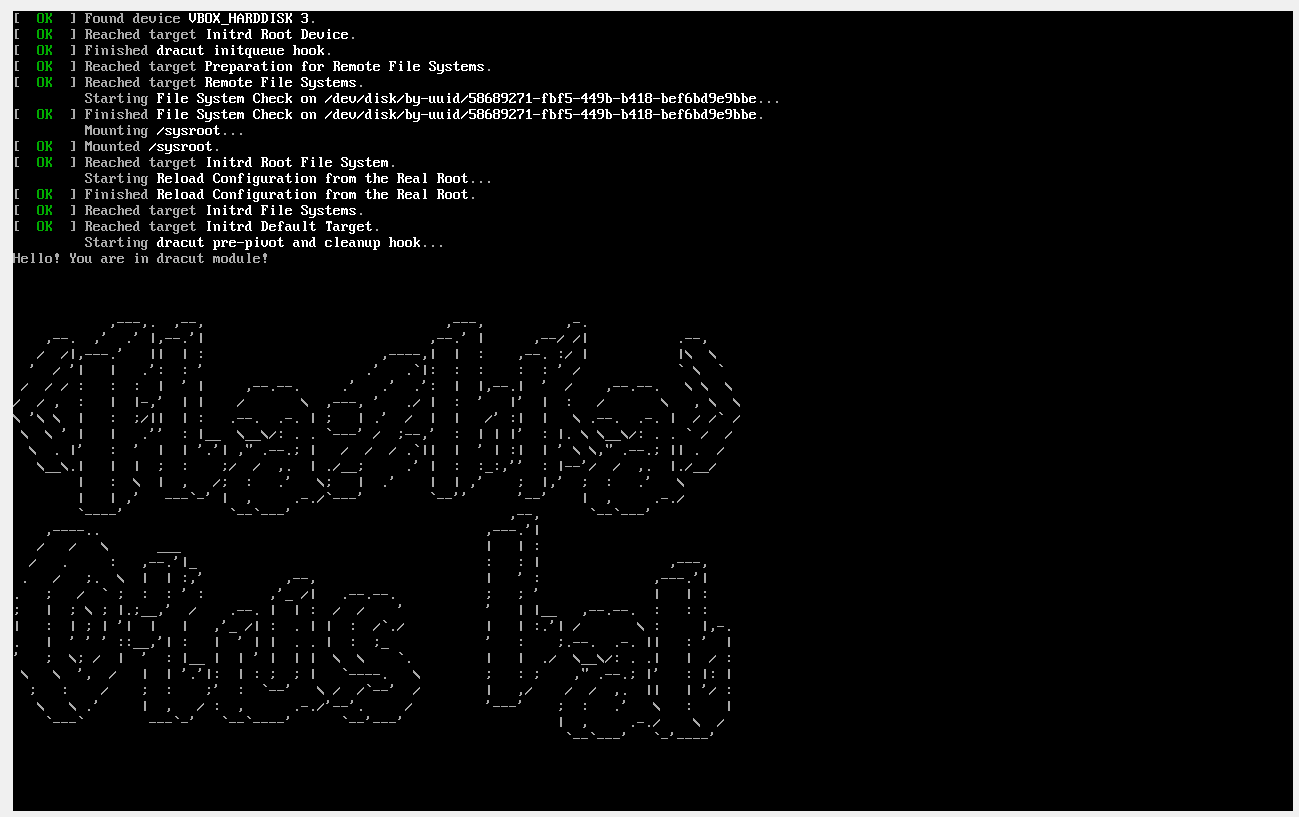 [  OK  ] Found device VBOX_HARDDISK 3.
[  OK  ] Reached target Initrd Root Device.
[  OK  ] Finished dracut initqueue hook.
[  OK  ] Reached target Preparation for Remote File Systems.
[  OK  ] Reached target Remote File Systems.
Starting File System Check on /dev/disk/by-uuid/58689271-fbf5-449b-b418-bef6bd9e9bbe...
[  OK  ] Finished File System Check on /dev/disk/by-uuid/58689271-fbf5-449b-b418-bef6bd9e9bbe.
Mounting /sysroot...
[  OK  ] Mounted /sysroot.
[  OK  ] Reached target Initrd Root File System.
Starting Reload Configuration from the Real Root...
[  OK  ] Finished Reload Configuration from the Real Root.
[  OK  ] Reached target Initrd File Systems.
[  OK  ] Reached target Initrd Default Target.
Starting dracut pre-pivot and cleanup hook...
Hello! You are in dracut module!
Otus Lab